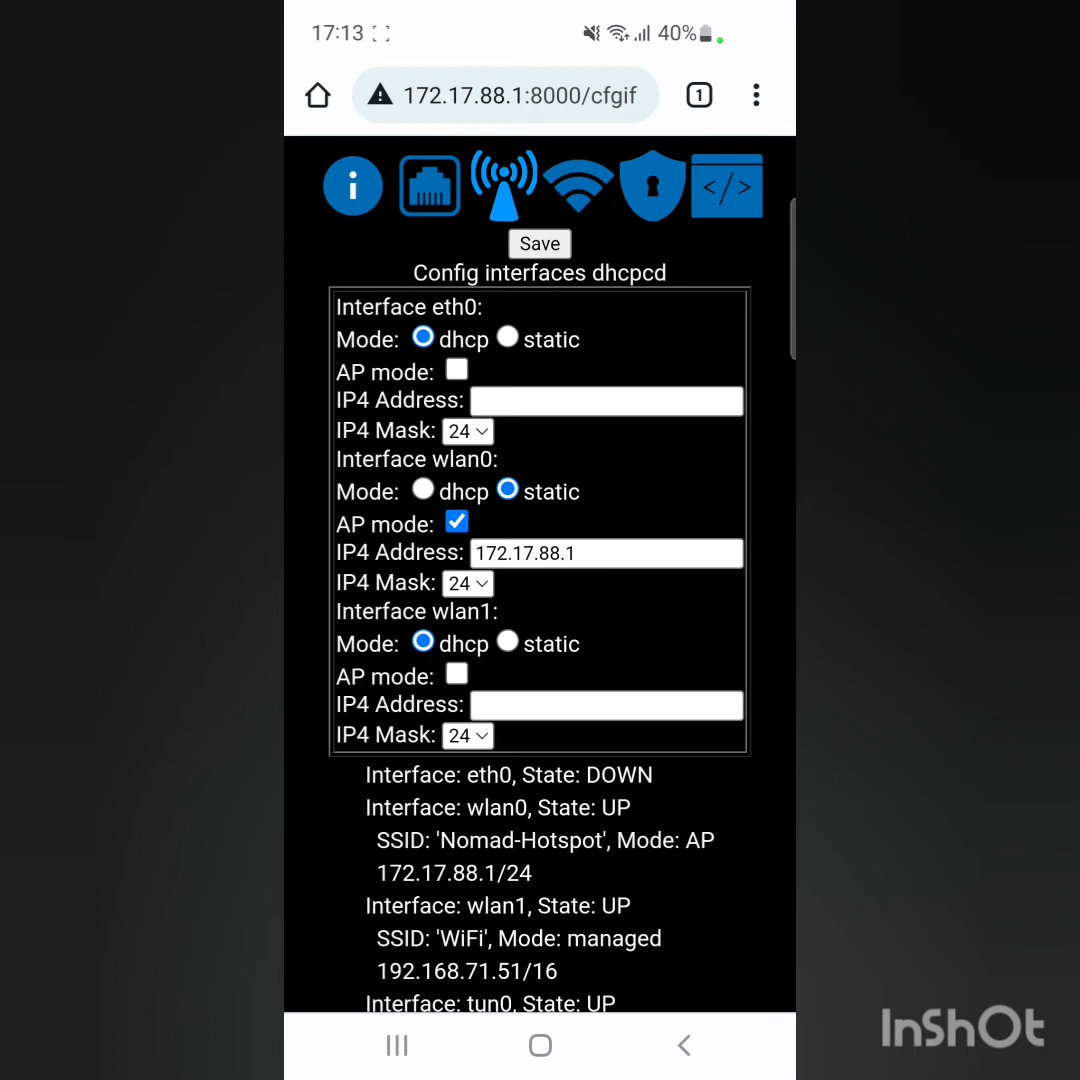 17:13 40%
172.17.88.1:8000/cfgif 1
i </>
Save
Config interfaces dhcpcd
Interface eth0:
Mode: dhcp static
AP mode:
IP4 Address:
IP4 Mask: 24
Interface wlan0:
Mode: dhcp static
AP mode:
IP4 Address: 172.17.88.1
IP4 Mask: 24
Interface wlan1:
Mode: dhcp static
AP mode:
IP4 Address:
IP4 Mask: 24
Interface: eth0, State: DOWN
Interface: wlan0, State: UP
SSID: 'Nomad-Hotspot', Mode: AP
172.17.88.1/24
Interface: wlan1, State: UP
SSID: 'WiFi', Mode: managed
192.168.71.51/16
Interface: tun0, State: UP
InShOt